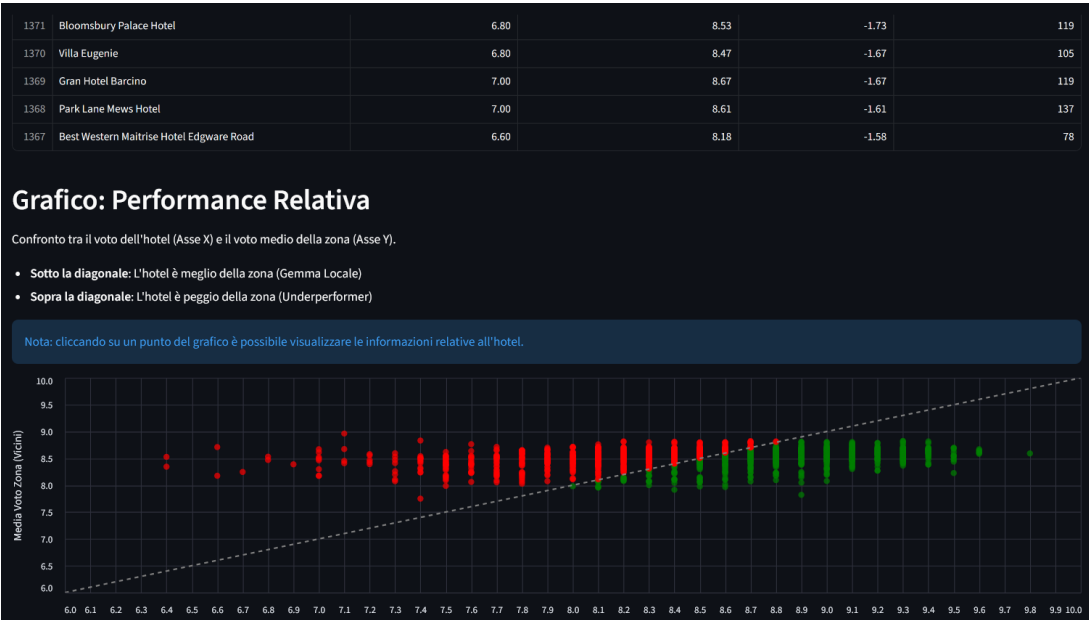 1371 Bloomsbury Palace Hotel 6.80 8.53 -1.73 119
1370 Villa Eugenie 6.80 8.47 -1.67 105
1369 Gran Hotel Barcino 7.00 8.67 -1.67 119
1368 Park Lane Mews Hotel 7.00 8.61 -1.61 137
1367 Best Western Maitrise Hotel Edgware Road 6.60 8.18 -1.58 78
Grafico: Performance Relativa
Confronto tra il voto dell'hotel (Asse X) e il voto medio della zona (Asse Y).
• Sotto la diagonale: L'hotel è meglio della zona (Gemma Locale)
• Sopra la diagonale: L'hotel è peggio della zona (Underperformer)
Nota: cliccando su un punto del grafico è possibile visualizzare le informazioni relative all'hotel.
Media Voto Zona (Vicini)
10.0
9.5
9.0
8.5
8.0
7.5
7.0
6.5
6.0
6.0 6.1 6.2 6.3 6.4 6.5 6.6 6.7 6.8 6.9 7.0 7.1 7.2 7.3 7.4 7.5 7.6 7.7 7.8 7.9 8.0 8.1 8.2 8.3 8.4 8.5 8.6 8.7 8.8 8.9 9.0 9.1 9.2 9.3 9.4 9.5 9.6 9.7 9.8 9.9 10.0